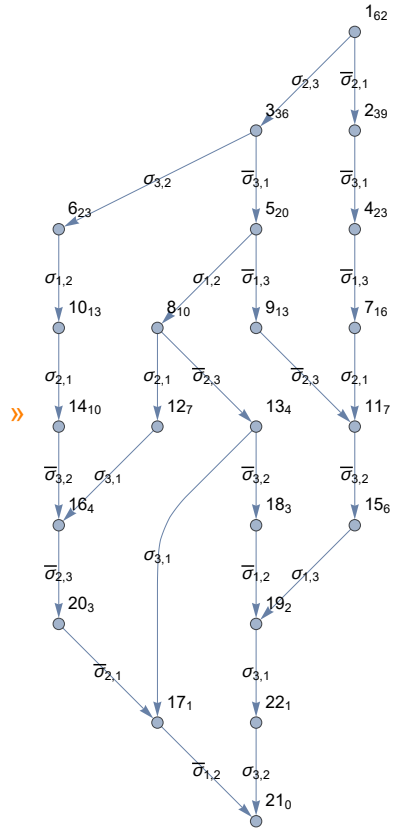 1₆₂
σ₂,₃ σ̅₂,₁
3₃₆ 2₃₉
σ₃,₂ σ̅₃,₁ σ̅₃,₁
6₂₃ 5₂₀ 4₂₃
σ₁,₂ σ₁,₂ σ̅₁,₃ σ̅₁,₃
10₁₃ 8₁₀ 9₁₃ 7₁₆
σ₂,₁ σ₂,₁ σ̅₂,₃ σ̅₂,₃ σ₂,₁
»
14₁₀ 12₇ 13₄ 11₇
σ̅₃,₂ σ₃,₁ σ̅₃,₂ σ̅₃,₂
16₄ 18₃ 15₆
σ₃,₁
σ̅₂,₃ σ̅₁,₂ σ₁,₃
20₃ 19₂
σ̅₂,₁ σ₃,₁
17₁ 22₁
σ̅₁,₂ σ₃,₂
21₀